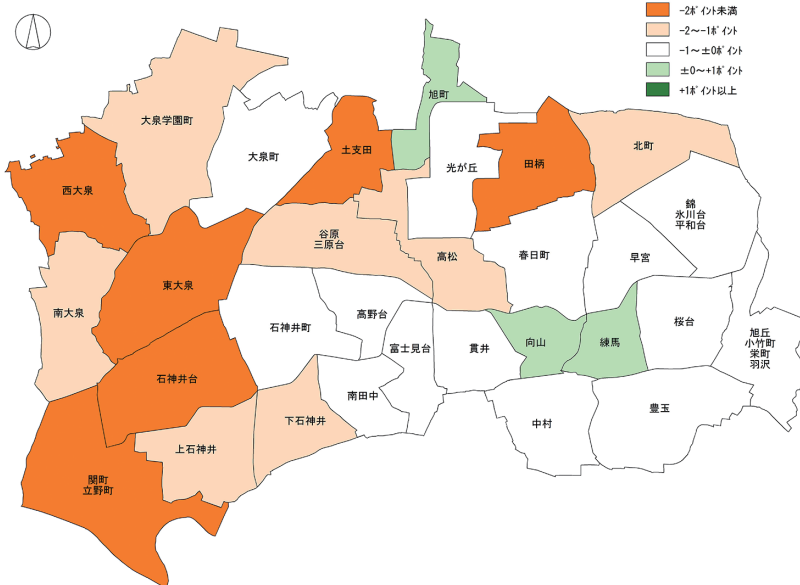 -2ﾎﾟｲﾝﾄ未満
-2～-1ﾎﾟｲﾝﾄ
-1～±0ﾎﾟｲﾝﾄ
±0～+1ﾎﾟｲﾝﾄ
+1ﾎﾟｲﾝﾄ以上
旭町
大泉学園町
大泉町
土支田
光が丘
田柄
北町
西大泉
錦
氷川台
平和台
谷原
三原台
高松
春日町
早宮
東大泉
南大泉
石神井町
高野台
富士見台
貫井
向山
練馬
桜台
旭丘
小竹町
栄町
羽沢
石神井台
南田中
下石神井
中村
豊玉
上石神井
関町
立野町